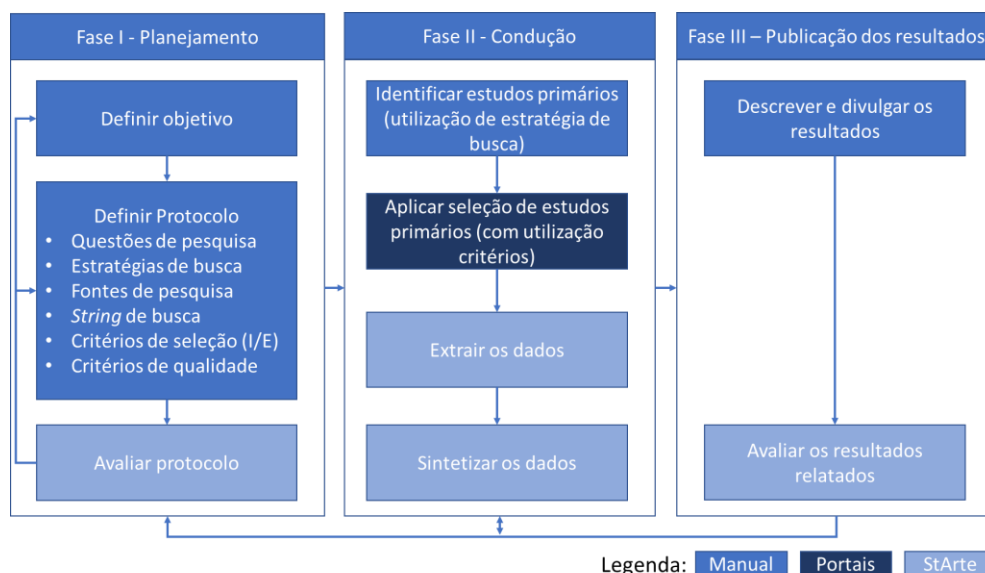 Fase I - Planejamento
Definir objetivo
Definir Protocolo
• Questões de pesquisa
• Estratégias de busca
• Fontes de pesquisa
• String de busca
• Critérios de seleção (I/E)
• Critérios de qualidade
Avaliar protocolo
Fase II - Condução
Identificar estudos primários
(utilização de estratégia de
busca)
Aplicar seleção de estudos
primários (com utilização
critérios)
Extrair os dados
Sintetizar os dados
Fase III – Publicação dos resultados
Descrever e divulgar os
resultados
Avaliar os resultados
relatados
Legenda: Manual Portais StArte